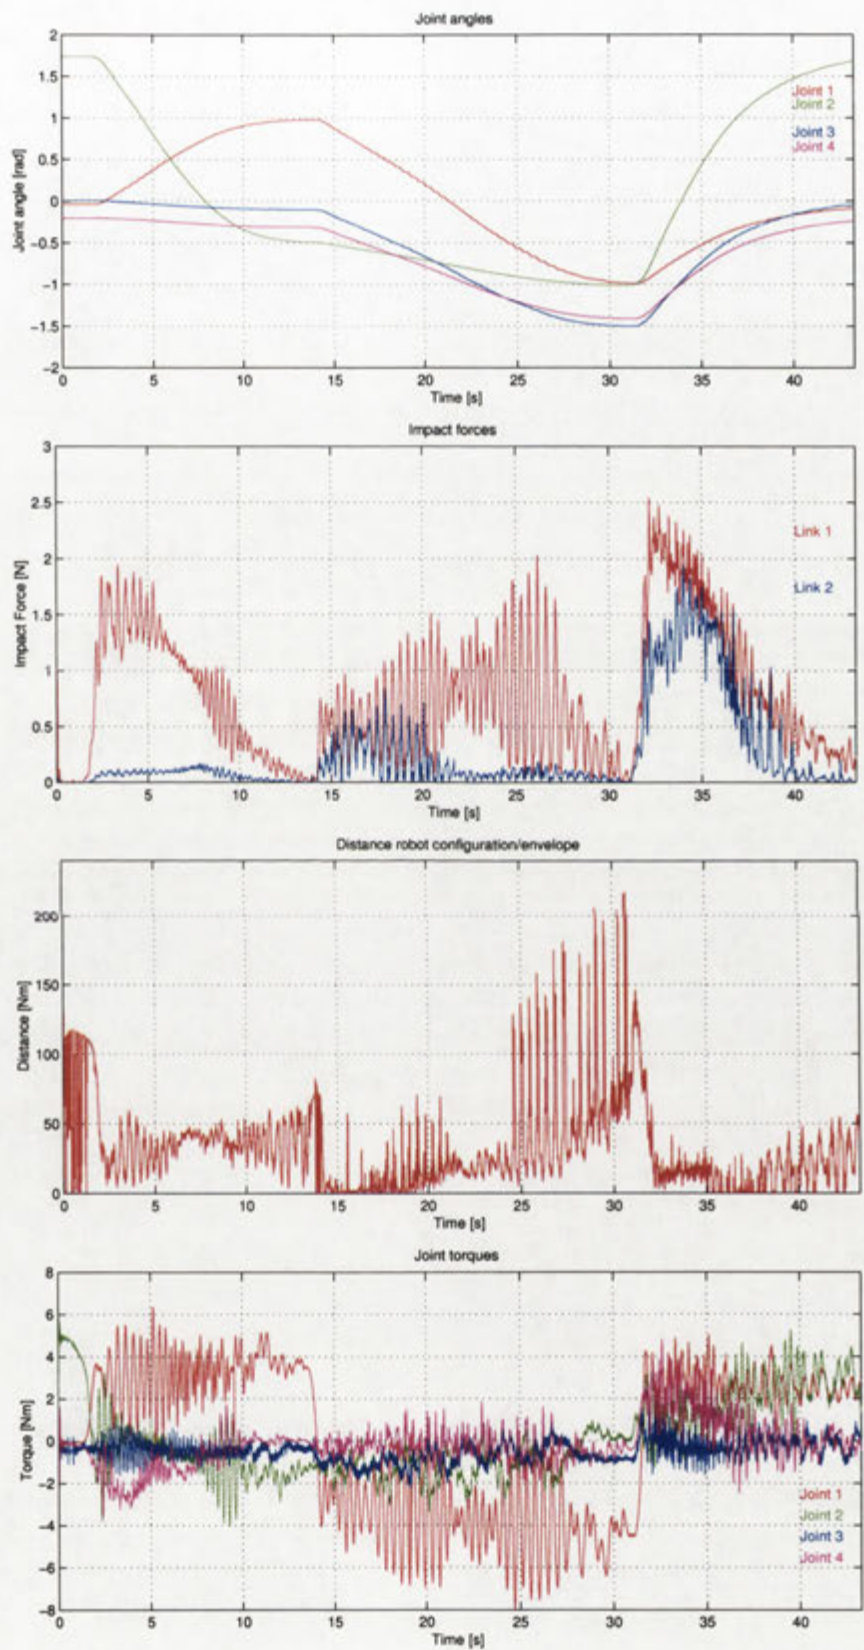 Joint angles
2
1.5
1
0.5
0
−0.5
−1
−1.5
−2
Joint angle [rad]
Joint 1
Joint 2
Joint 3
Joint 4
0 5 10 15 20 25 30 35 40
Time [s]
Impact forces
3
2.5
2
1.5
1
0.5
0
Impact Force [N]
Link 1
Link 2
0 5 10 15 20 25 30 35 40
Time [s]
Distance robot configuration/envelope
200
150
100
50
0
Distance [Nm]
0 5 10 15 20 25 30 35 40
Time [s]
Joint torques
8
6
4
2
0
−2
−4
−6
−8
Torque [Nm]
Joint 1
Joint 2
Joint 3
Joint 4
0 5 10 15 20 25 30 35 40
Time [s]